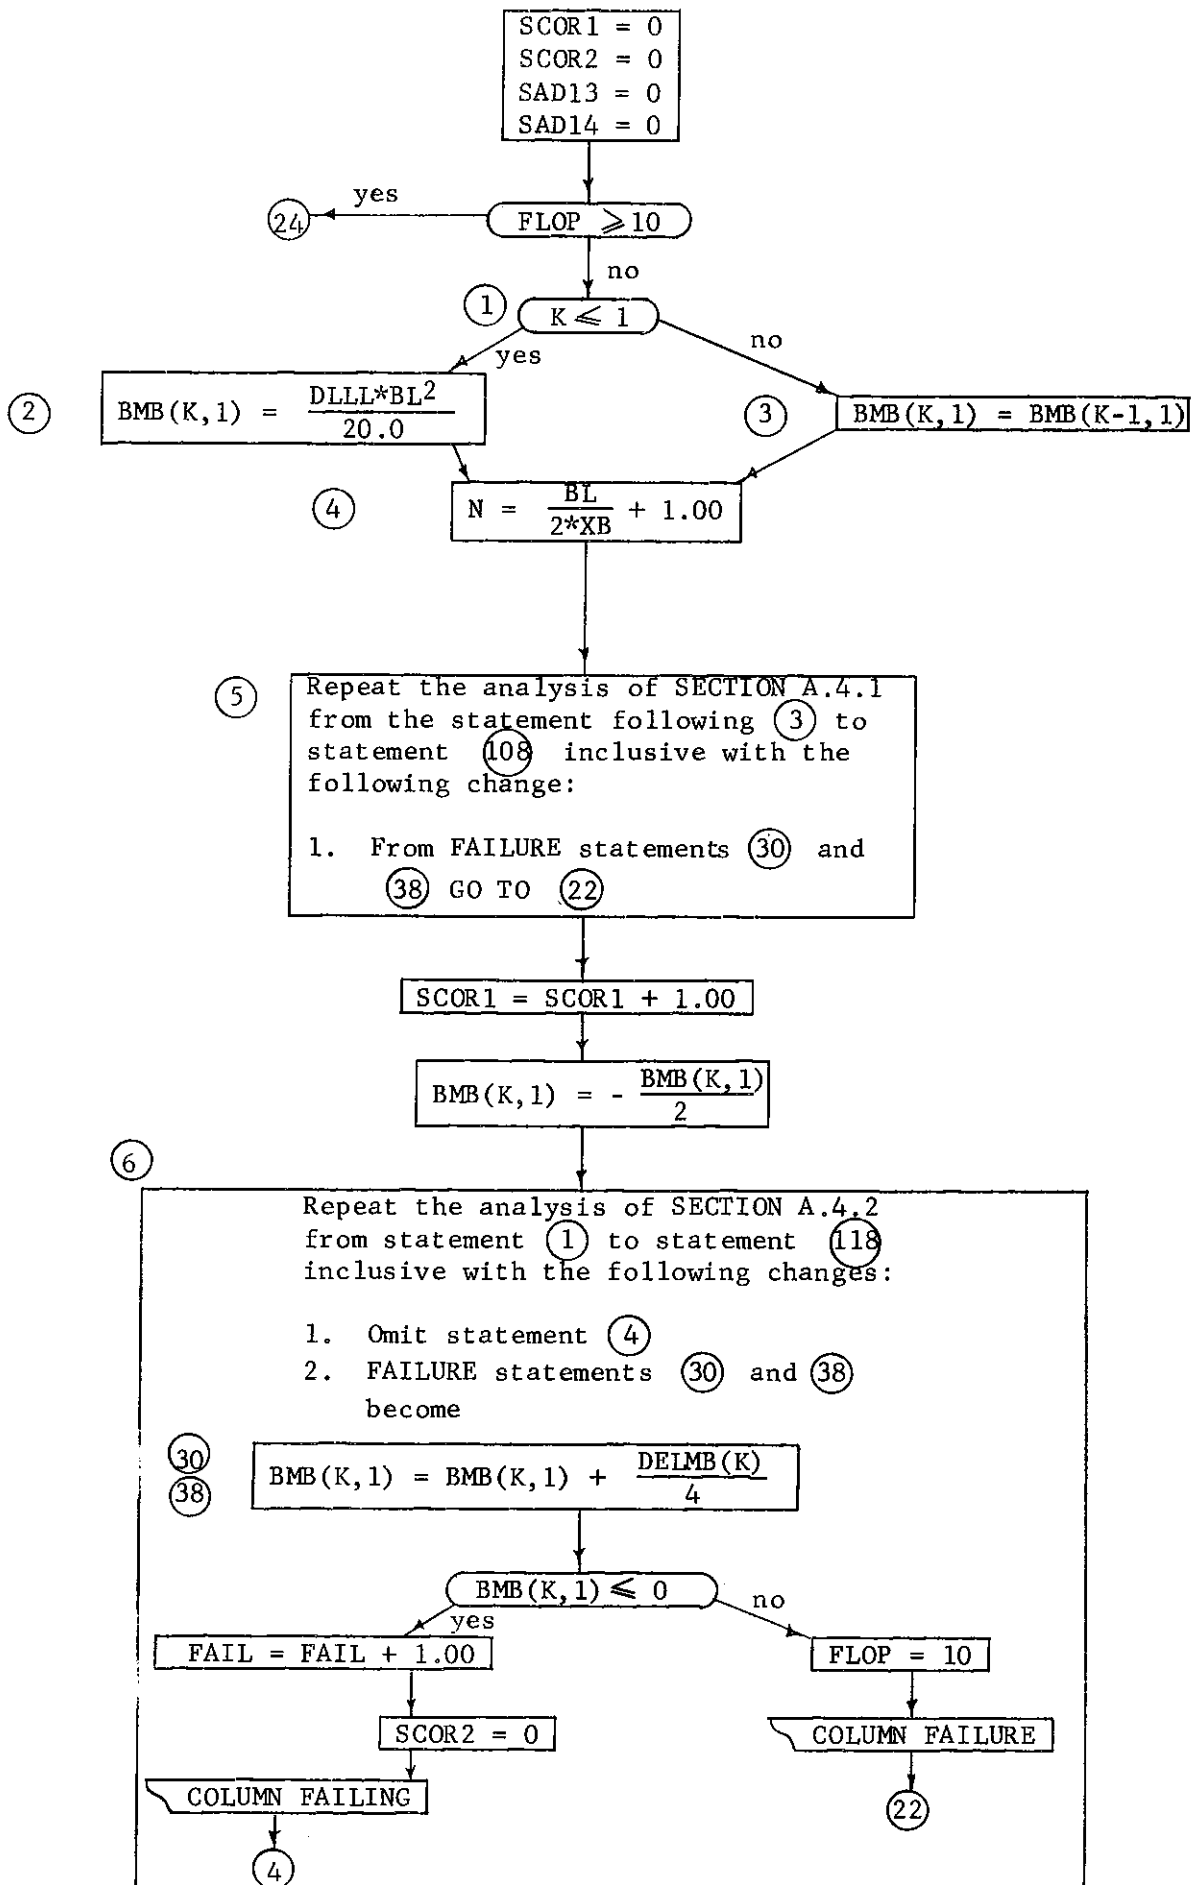 SCOR1 = 0
SCOR2 = 0
SAD13 = 0
SAD14 = 0
yes
24
FLOP ⩾ 10
no
1
K ⩽ 1
yes
no
2
BMB(K,1) = DLLL*BL²
20.0
3
BMB(K,1) = BMB(K-1,1)
4
N = BL
2*XB + 1.00
5
Repeat the analysis of SECTION A.4.1
from the statement following 3 to
statement 108 inclusive with the
following change:
1. From FAILURE statements 30 and
38 GO TO 22
SCOR1 = SCOR1 + 1.00
BMB(K,1) = - BMB(K,1)
2
6
Repeat the analysis of SECTION A.4.2
from statement 1 to statement 118
inclusive with the following changes:
1. Omit statement 4
2. FAILURE statements 30 and 38
become
30
38
BMB(K,1) = BMB(K,1) + DELMB(K)
4
BMB(K,1) ⩽ 0
yes
no
FAIL = FAIL + 1.00
FLOP = 10
SCOR2 = 0
COLUMN FAILURE
COLUMN FAILING
22
4